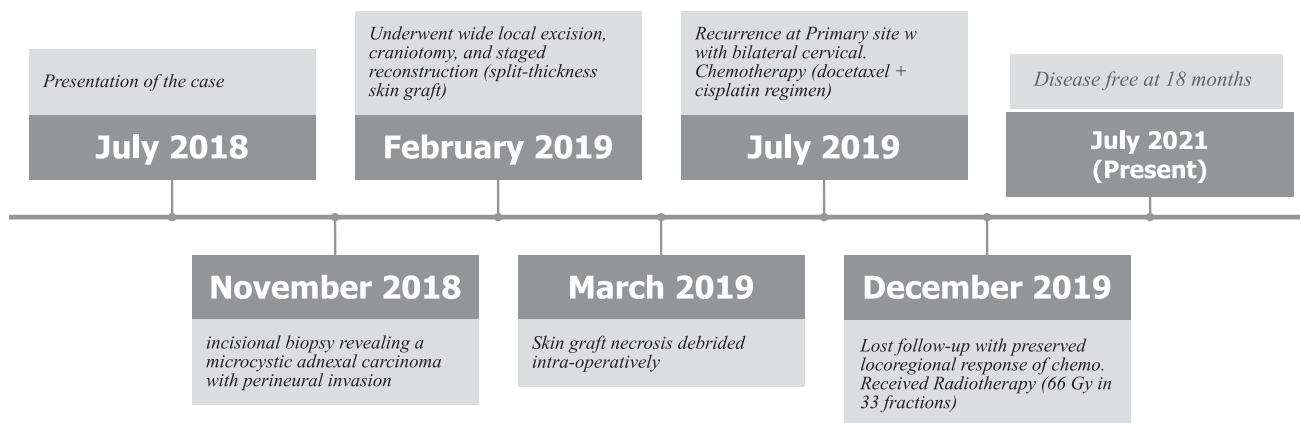 Presentation of the case
July 2018
incisional biopsy revealing a
microcystic adnexal carcinoma
with perineural invasion
November 2018
Underwent wide local excision,
craniotomy, and staged
reconstruction (split-thickness
skin graft)
February 2019
March 2019
Skin graft necrosis debrided
intra-operatively
Recurrence at Primary site w
with bilateral cervical.
Chemotherapy (docetaxel +
cisplatin regimen)
July 2019
December 2019
Lost follow-up with preserved
locoregional response of chemo.
Received Radiotherapy (66 Gy in
33 fractions)
Disease free at 18 months
July 2021
(Present)